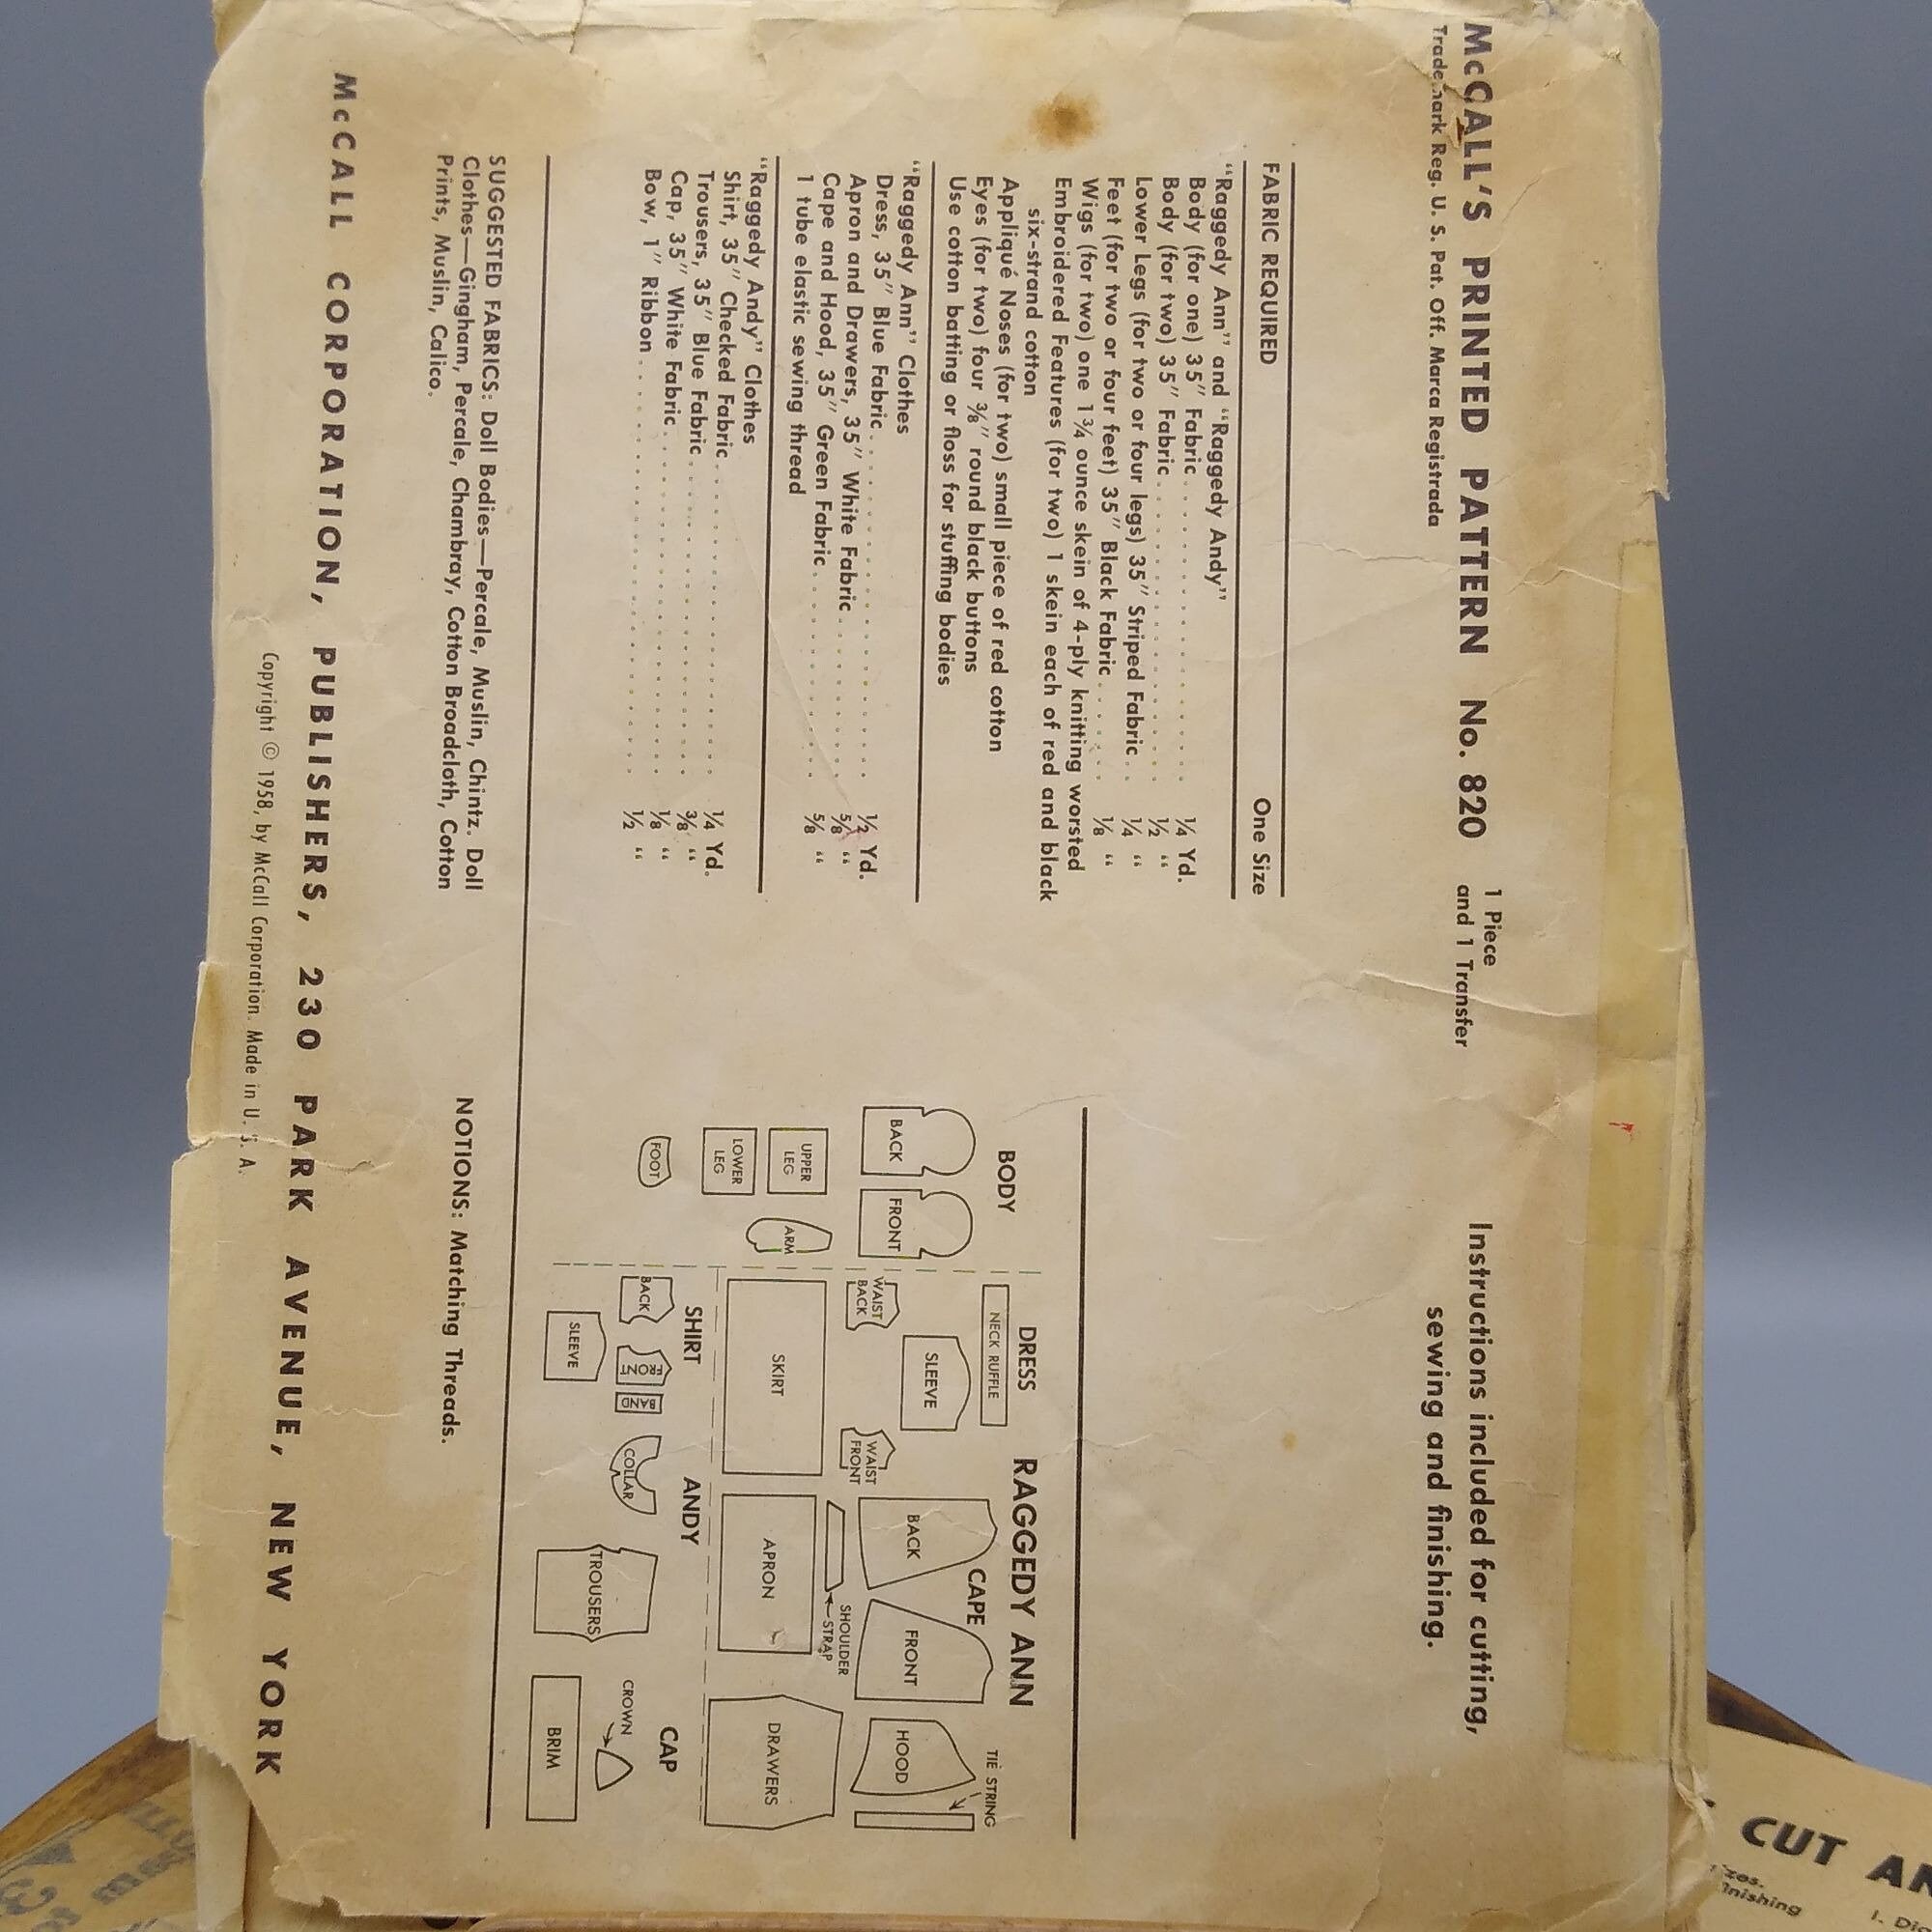 McCALL'S PRINTED PATTERN No. 820
Trademark Reg. U. S. Pat. Off. Marca Registrada
1 Piece
and 1 Transfer
Instructions included for cutting,
sewing and finishing.
FABRIC REQUIRED One Size
"Raggedy Ann" and "Raggedy Andy"
Body (for one) 35" Fabric . . . . . . . . . . . . . . 1/4 Yd.
Body (for two) 35" Fabric . . . . . . . . . . . . . . 1/2 "
Lower Legs (for two or four legs) 35" Striped Fabric . . 1/4 "
Feet (for two or four feet) 35" Black Fabric . . . . . . 1/8 "
Wigs (for two) one 1 3/4 ounce skein of 4-ply knitting worsted
Embroidered Features (for two) 1 skein each of red and black
six-strand cotton
Appliqué Noses (for two) small piece of red cotton
Eyes (for two) four 3/8" round black buttons
Use cotton batting or floss for stuffing bodies
"Raggedy Ann" Clothes
Dress, 35" Blue Fabric . . . . . . . . . . . . . . . . 1/2 Yd.
Apron and Drawers, 35" White Fabric . . . . . . . . 5/8 "
Cape and Hood, 35" Green Fabric . . . . . . . . . . 5/8 "
1 tube elastic sewing thread
"Raggedy Andy" Clothes
Shirt, 35" Checked Fabric . . . . . . . . . . . . . . 1/4 Yd.
Trousers, 35" Blue Fabric . . . . . . . . . . . . . . 3/8 "
Cap, 35" White Fabric . . . . . . . . . . . . . . . . 1/8 "
Bow, 1" Ribbon . . . . . . . . . . . . . . . . . . . . 1/2 "
BODY
BACK
FRONT
UPPER
LEG
LOWER
LEG
ARM
FOOT
DRESS RAGGEDY ANN
NECK RUFFLE
WAIST
BACK
SLEEVE
WAIST
FRONT
SKIRT
CAPE
BACK
FRONT
SHOULDER
STRAP
APRON
TIE STRING
HOOD
DRAWERS
SHIRT ANDY CAP
BACK
FRONT
BAND
SLEEVE
COLLAR
TROUSERS
CROWN
BRIM
SUGGESTED FABRICS: Doll Bodies—Percale, Muslin, Chintz. Doll
Clothes—Gingham, Percale, Chambray, Cotton Broadcloth, Cotton
Prints, Muslin, Calico.
NOTIONS: Matching Threads.
McCALL CORPORATION, PUBLISHERS, 230 PARK AVENUE, NEW YORK
Copyright © 1958, by McCall Corporation. Made in U. S. A.
CUT